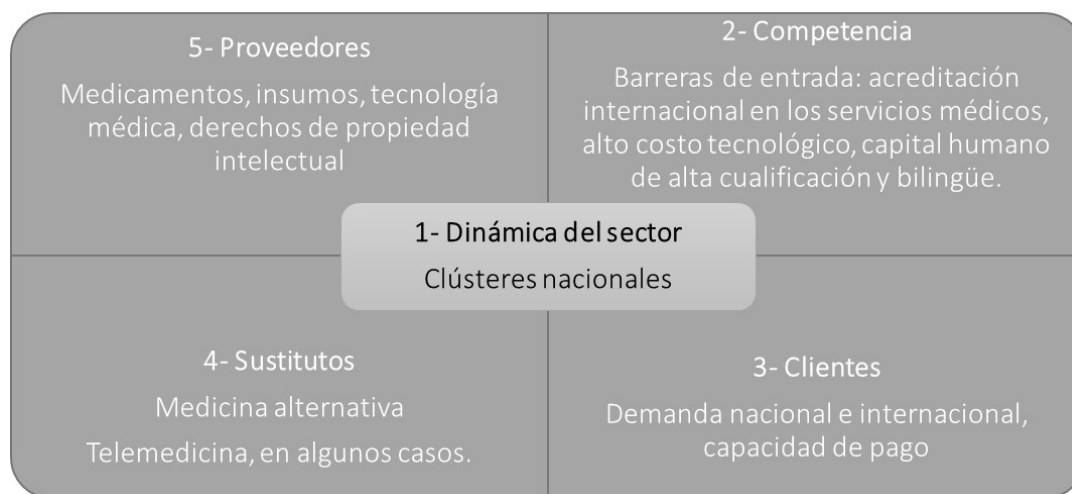 5- Proveedores
Medicamentos, insumos, tecnología
médica, derechos de propiedad
intelectual
2- Competencia
Barreras de entrada: acreditación
internacional en los servicios médicos,
alto costo tecnológico, capital humano
de alta cualificación y bilingüe.
1- Dinámica del sector
Clústeres nacionales
4- Sustitutos
Medicina alternativa
Telemedicina, en algunos casos.
3- Clientes
Demanda nacional e internacional,
capacidad de pago